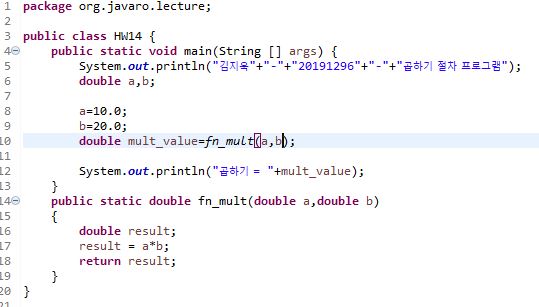 1 package org.javaro.lecture;
2
3 public class HW14 {
4 public static void main(String [] args) {
5 System.out.println("김지옥"+"-"+"20191296"+"-"+"곱하기 절차 프로그램");
6 double a,b;
7
8 a=10.0;
9 b=20.0;
10 double mult_value=fn_mult(a,b);
11
12 System.out.println("곱하기 = "+mult_value);
13 }
14 public static double fn_mult(double a,double b)
15 {
16 double result;
17 result = a*b;
18 return result;
19 }
20 }
21